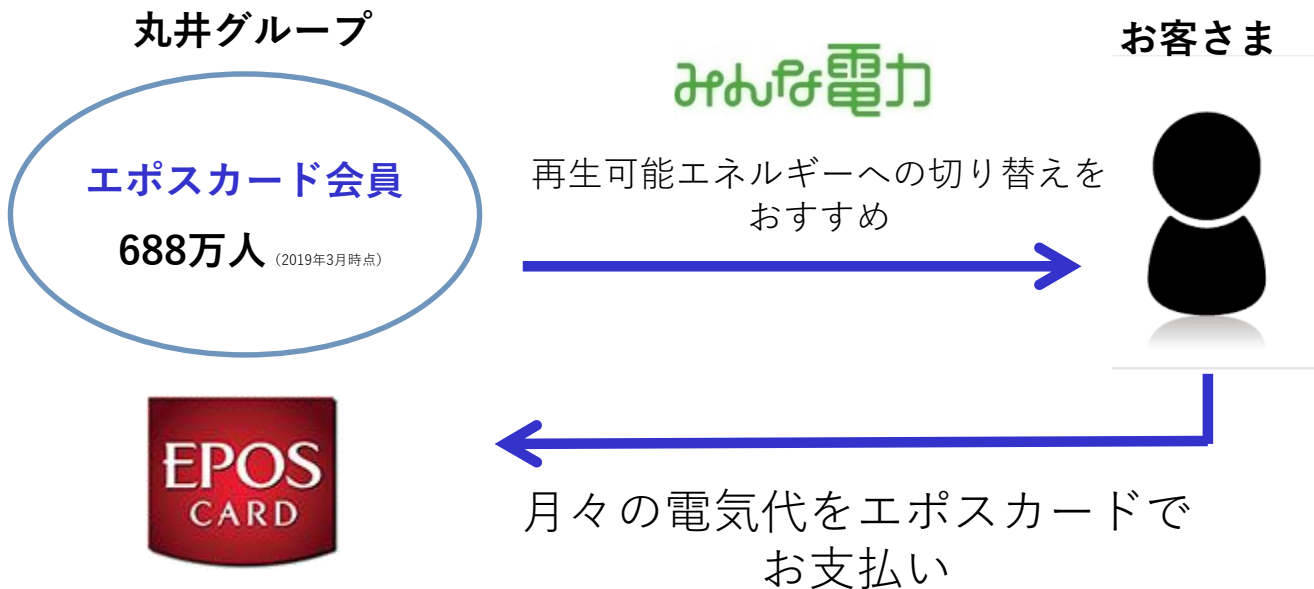 丸井グループ
エポスカード会員
688万人（2019年3月時点）
みんな電力
再生可能エネルギーへの切り替えを
おすすめ
お客さま
EPOS
CARD
月々の電気代をエポスカードで
お支払い